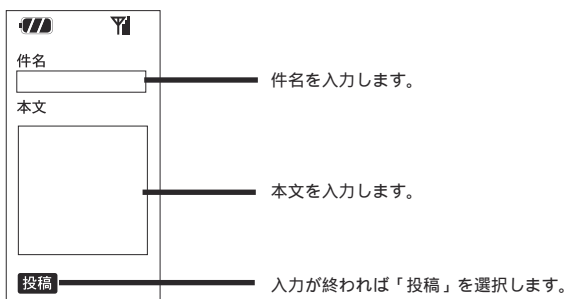 件名
件名を入力します。
本文
本文を入力します。
投稿
入力が終われば「投稿」を選択します。